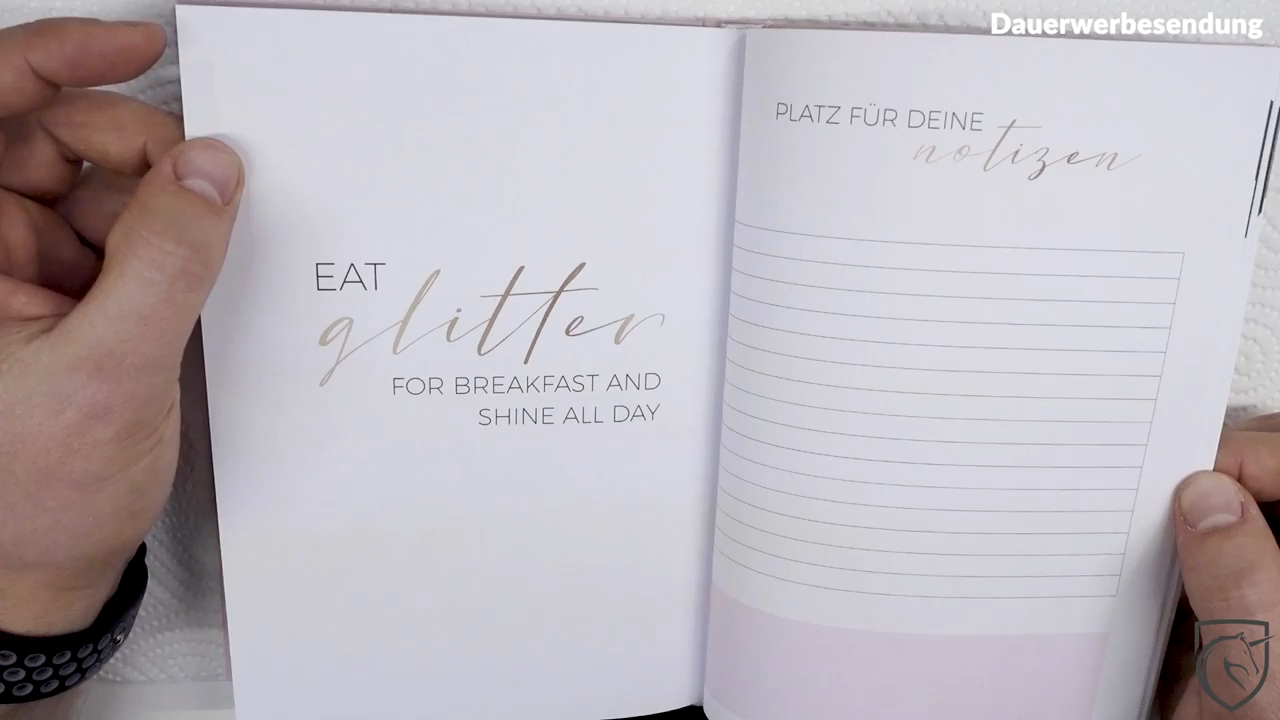 Dauerwerbesendung
EAT
glitter
FOR BREAKFAST AND
SHINE ALL DAY
PLATZ FÜR DEINE
notizen